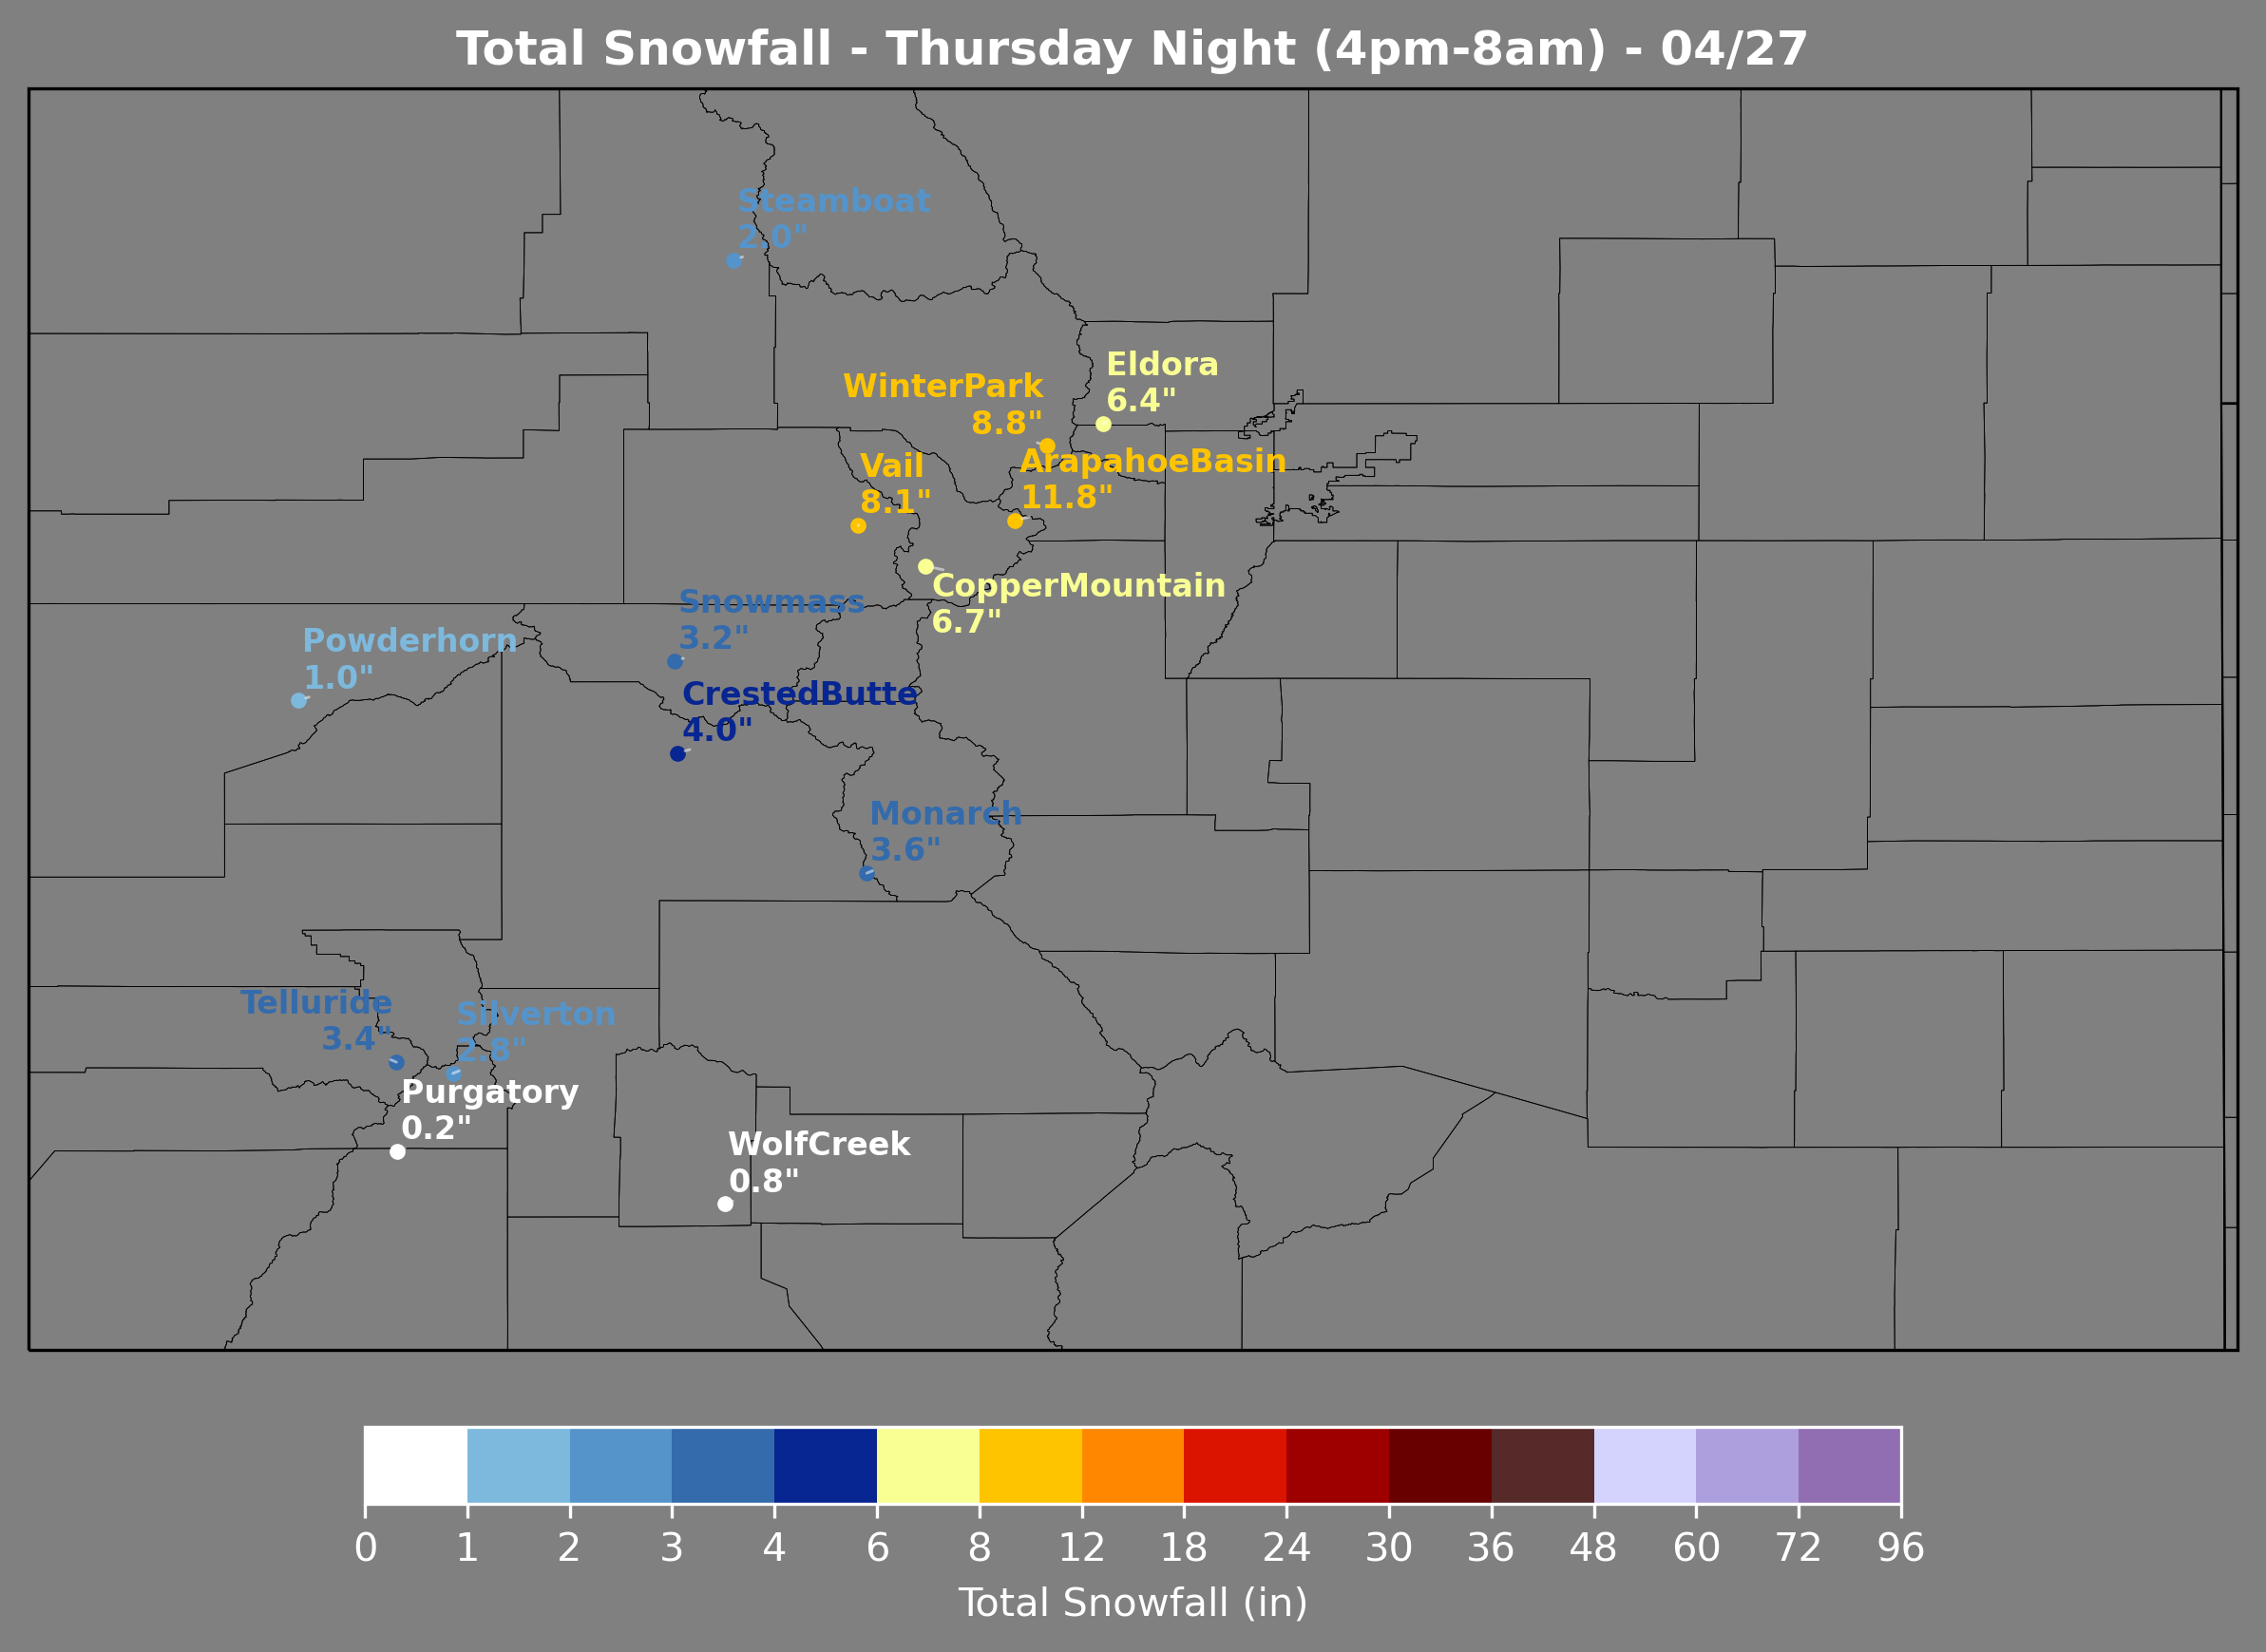 Total Snowfall - Thursday Night (4pm-8am) - 04/27
Steamboat
2.0"
Eldora
6.4"
WinterPark
8.8"
Vail
8.1"
ArapahoeBasin
11.8"
CopperMountain
6.7"
Snowmass
3.2"
Powderhorn
1.0"
CrestedButte
4.0"
Monarch
3.6"
Telluride
3.4"
Silverton
2.8"
Purgatory
0.2"
WolfCreek
0.8"
0 1 2 3 4 6 8 12 18 24 30 36 48 60 72 96
Total Snowfall (in)